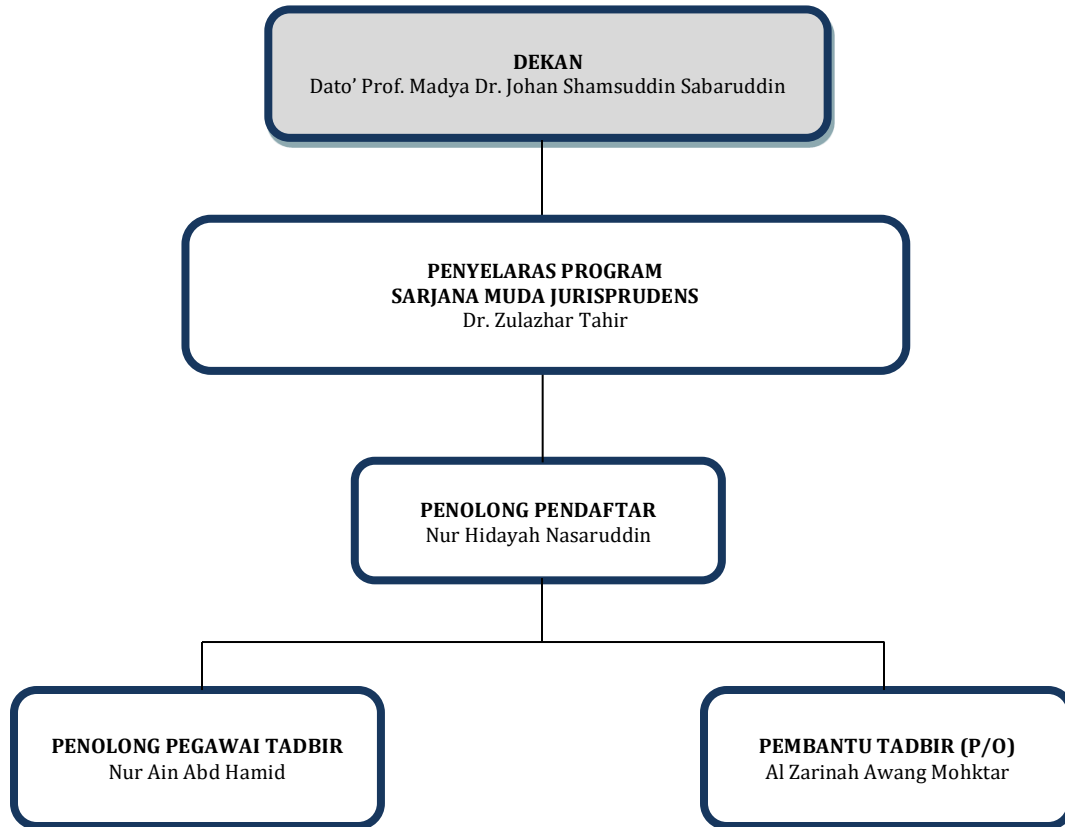 DEKAN
Dato’ Prof. Madya Dr. Johan Shamsuddin Sabaruddin
PENYELARAS PROGRAM
SARJANA MUDA JURISPRUDENS
Dr. Zulazhar Tahir
PENOLONG PENDAFTAR
Nur Hidayah Nasaruddin
PENOLONG PEGAWAI TADBIR
Nur Ain Abd Hamid
PEMBANTU TADBIR (P/O)
Al Zarinah Awang Mohktar